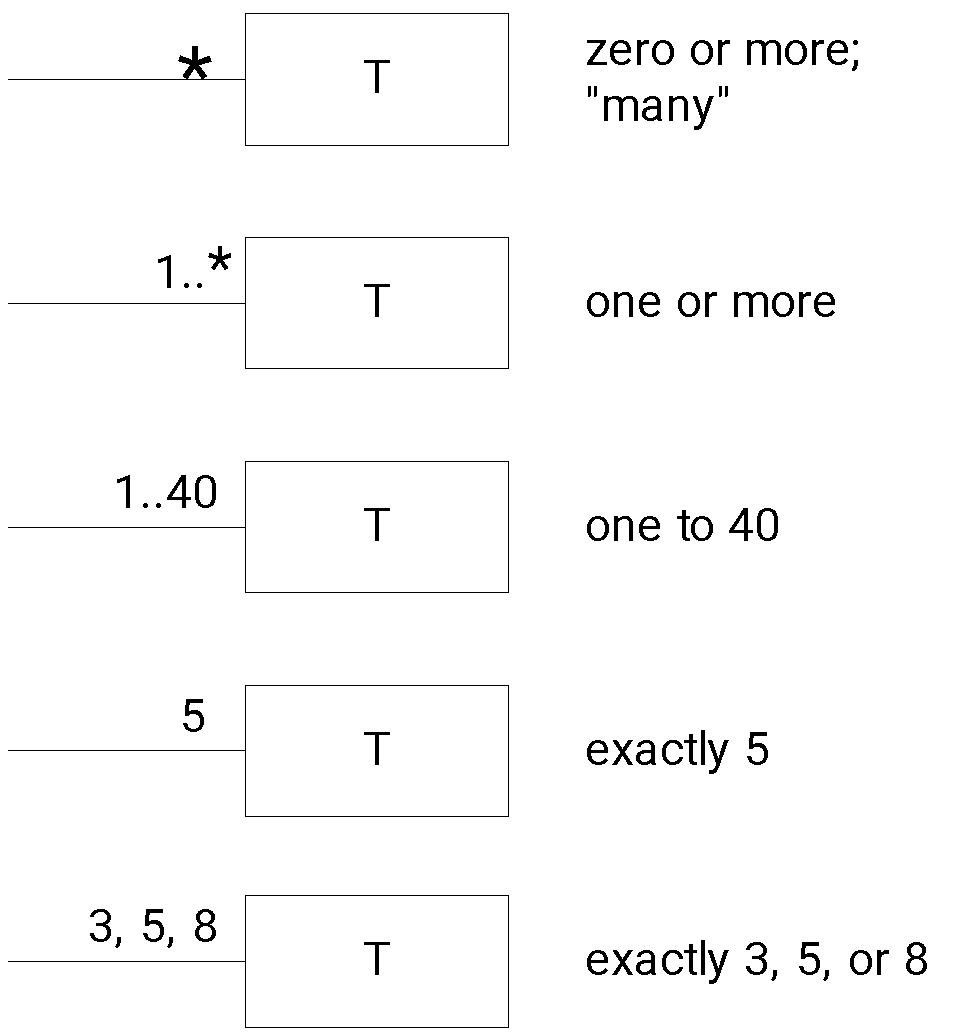 * T zero or more;
"many"
1..* T one or more
1..40 T one to 40
5 T exactly 5
3, 5, 8 T exactly 3, 5, or 8